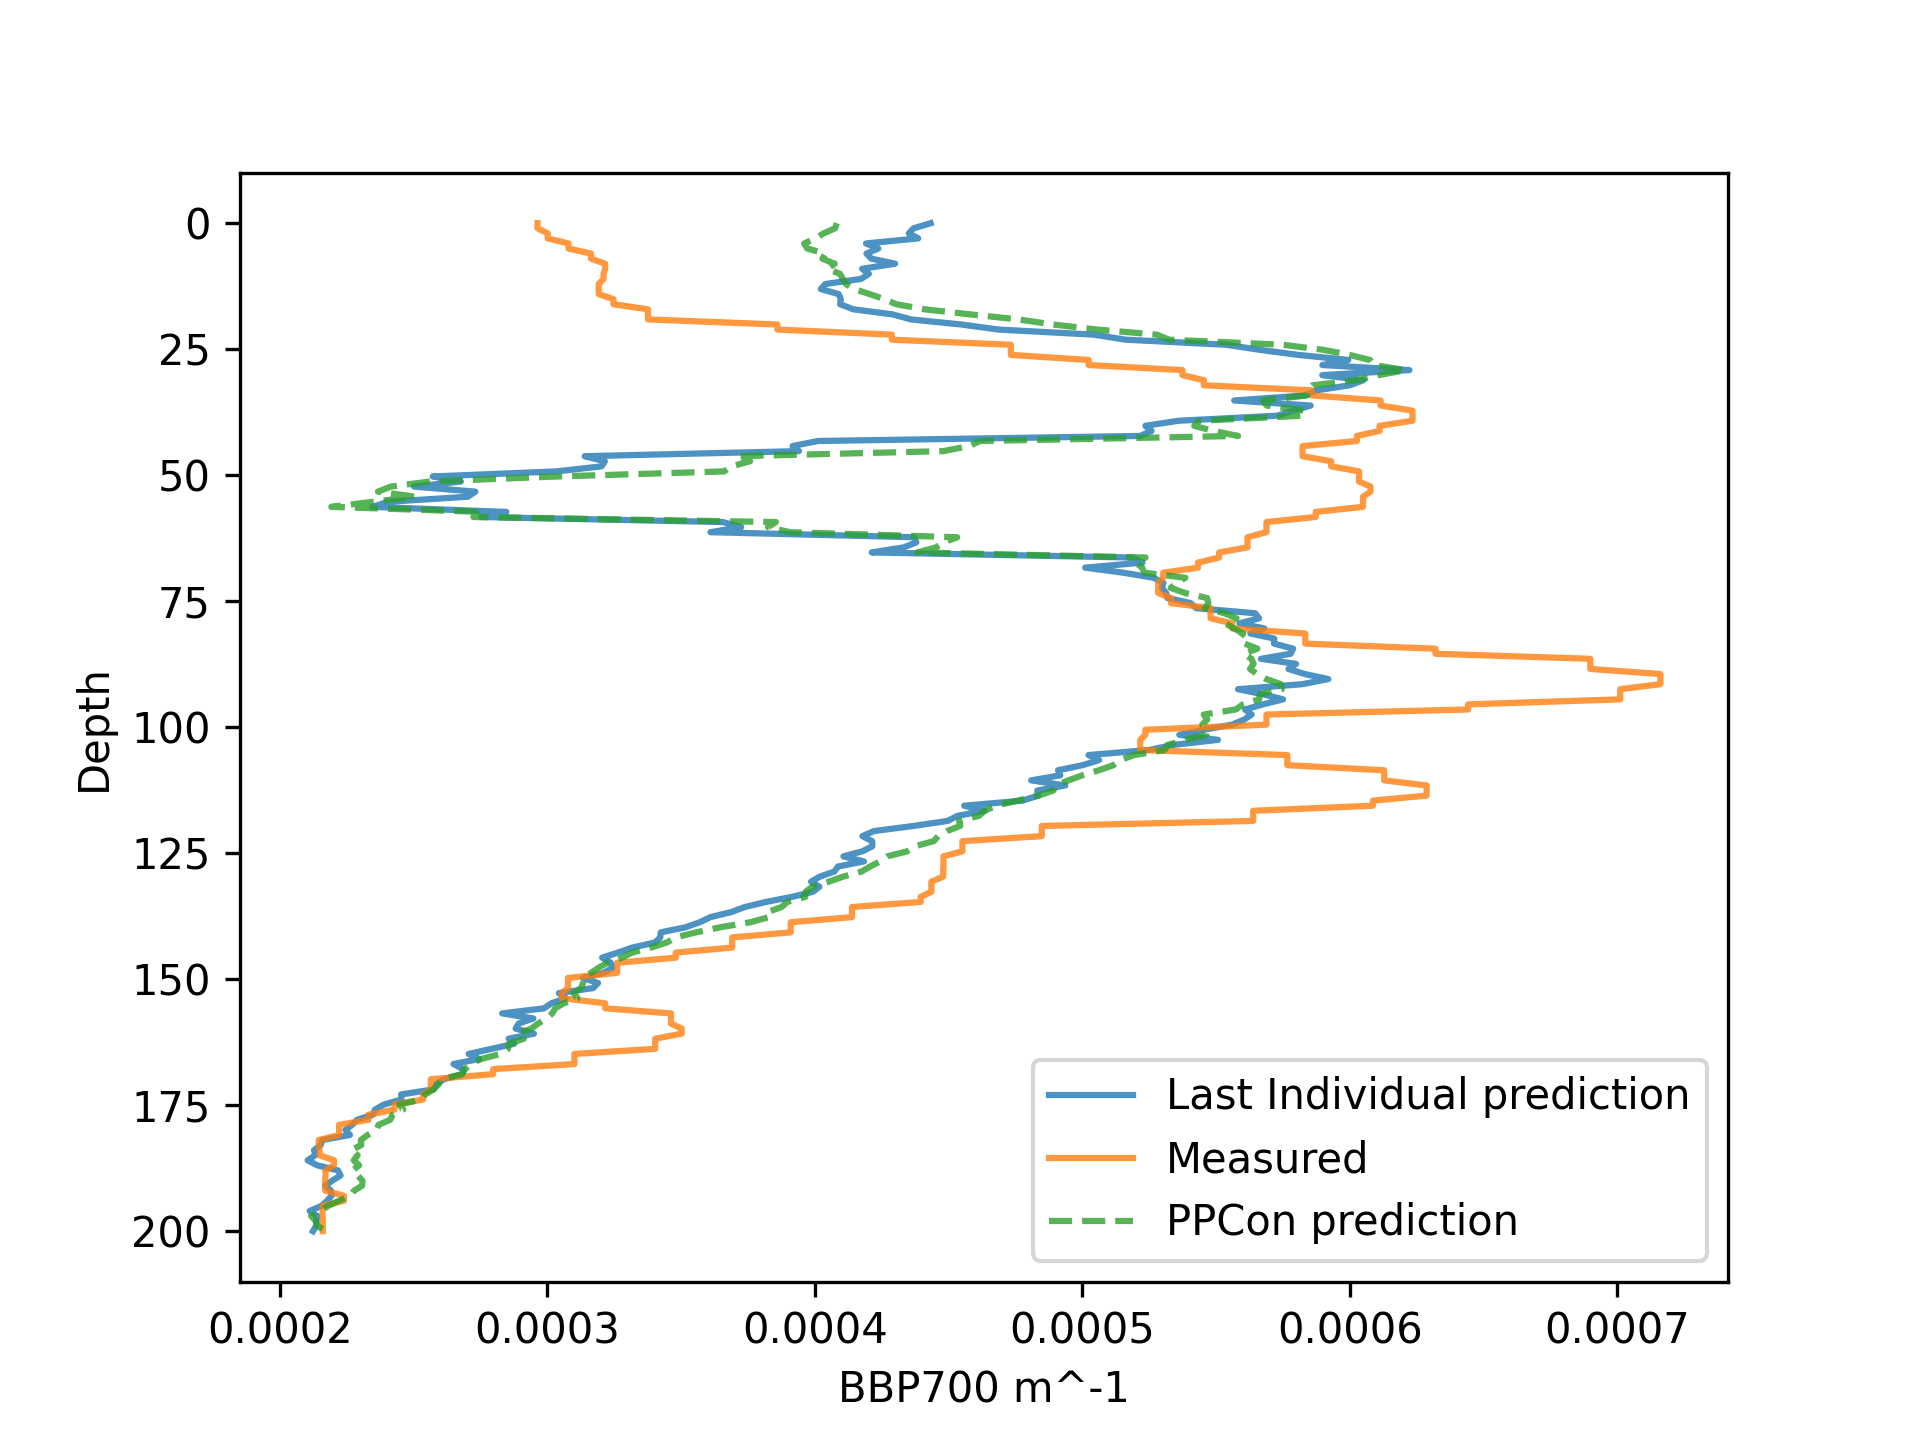 0
25
50
75
100
125
150
175
200
Depth
0.0002 0.0003 0.0004 0.0005 0.0006 0.0007
BBP700 m^-1
Last Individual prediction
Measured
PPCon prediction